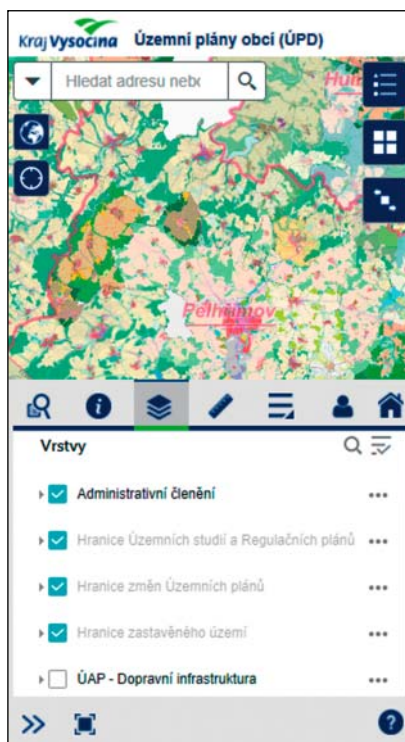 Kraj Vysočina Územní plány obcí (ÚPD)
Hledat adresu nebo
Hum
Pelhřimov
Vrstvy
Administrativní členění
Hranice Územních studií a Regulačních plánů
Hranice změn Územních plánů
Hranice zastavěného území
ÚAP - Dopravní infrastruktura